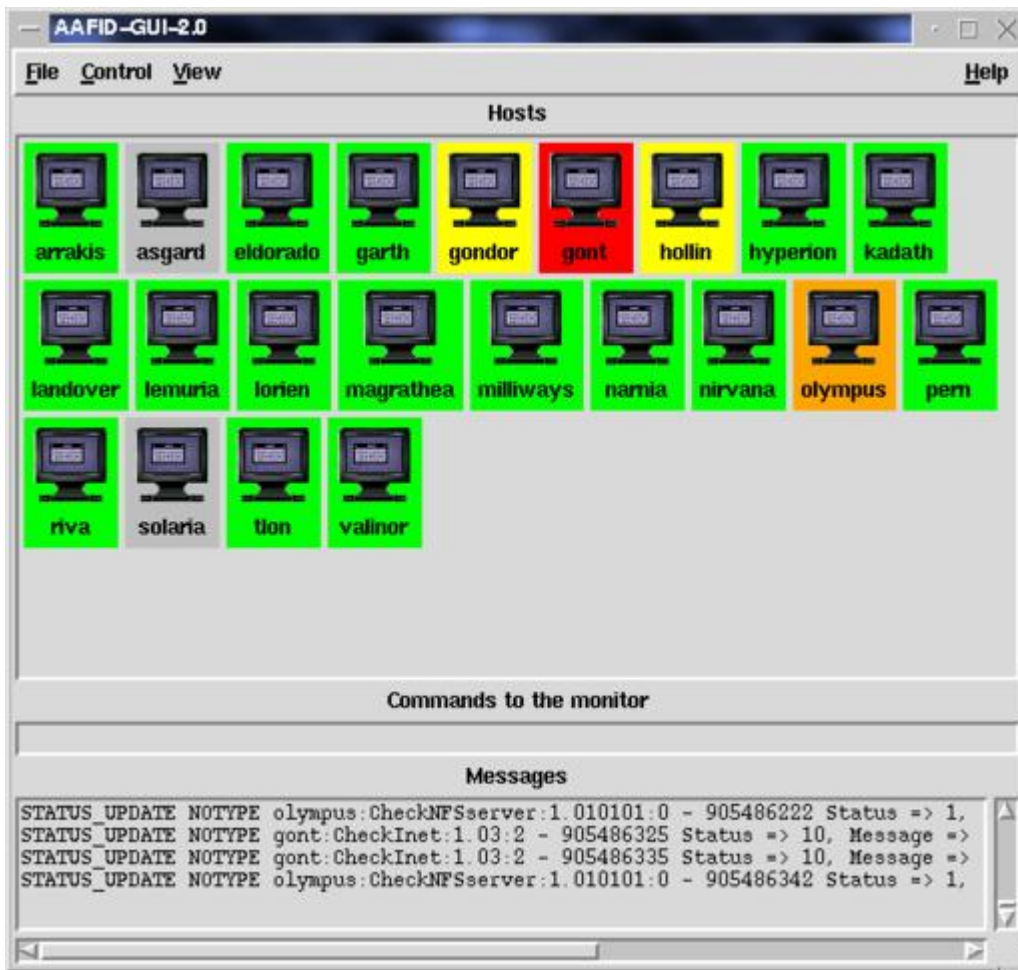 AAFID-GUI-2.0
File Control View Help
Hosts
arrakis asgard eldorado garth gondor gont hollin hyperion kadath
landover lemuria lorien magrathea milliways narnia nirvana olympus pern
riva solaria tlon valinor
Commands to the monitor
Messages
STATUS_UPDATE NOTYPE olympus:CheckNFSserver:1.010101:0 - 905486222 Status => 1,
STATUS_UPDATE NOTYPE gont:CheckInet:1.03:2 - 905486325 Status => 10, Message =>
STATUS_UPDATE NOTYPE gont:CheckInet:1.03:2 - 905486335 Status => 10, Message =>
STATUS_UPDATE NOTYPE olympus:CheckNFSserver:1.010101:0 - 905486342 Status => 1,